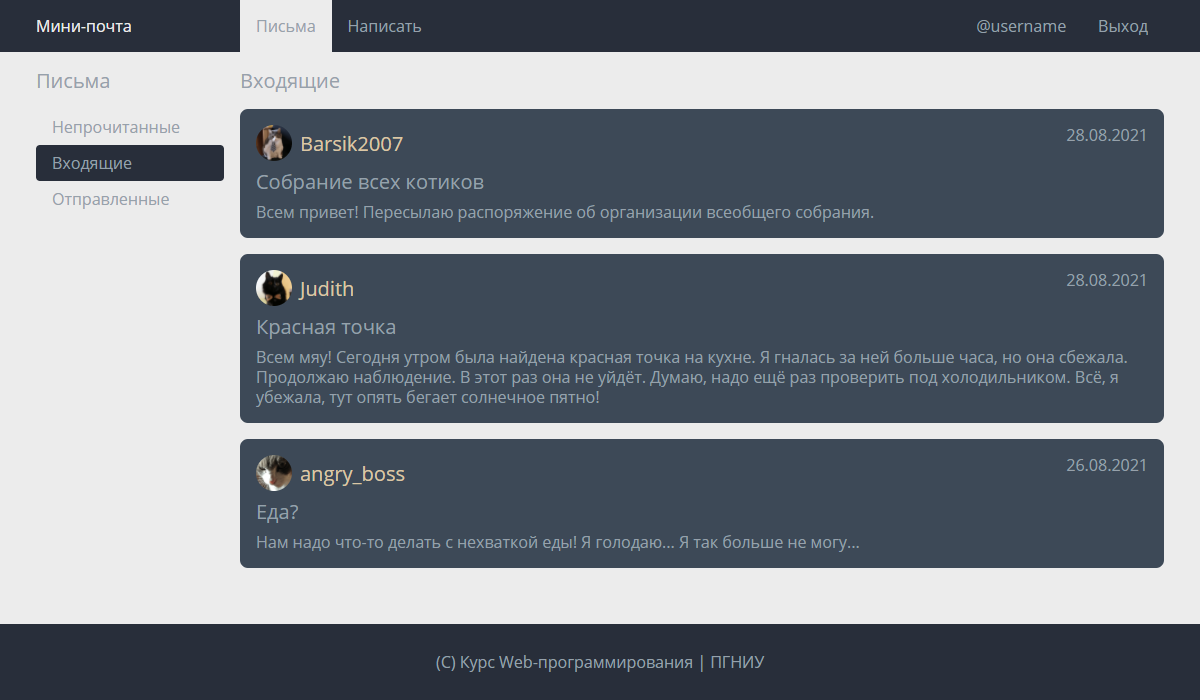 Мини-почта
Письма
Написать
@username
Выход
Письма
Непрочитанные
Входящие
Отправленные
Входящие
Barsik2007
28.08.2021
Собрание всех котиков
Всем привет! Пересылаю распоряжение об организации всеобщего собрания.
Judith
28.08.2021
Красная точка
Всем мяу! Сегодня утром была найдена красная точка на кухне. Я гналась за ней больше часа, но она сбежала.
Продолжаю наблюдение. В этот раз она не уйдёт. Думаю, надо ещё раз проверить под холодильником. Всё, я
убежала, тут опять бегает солнечное пятно!
angry_boss
26.08.2021
Еда?
Нам надо что-то делать с нехваткой еды! Я голодаю... Я так больше не могу...
(С) Курс Web-программирования | ПГНИУ